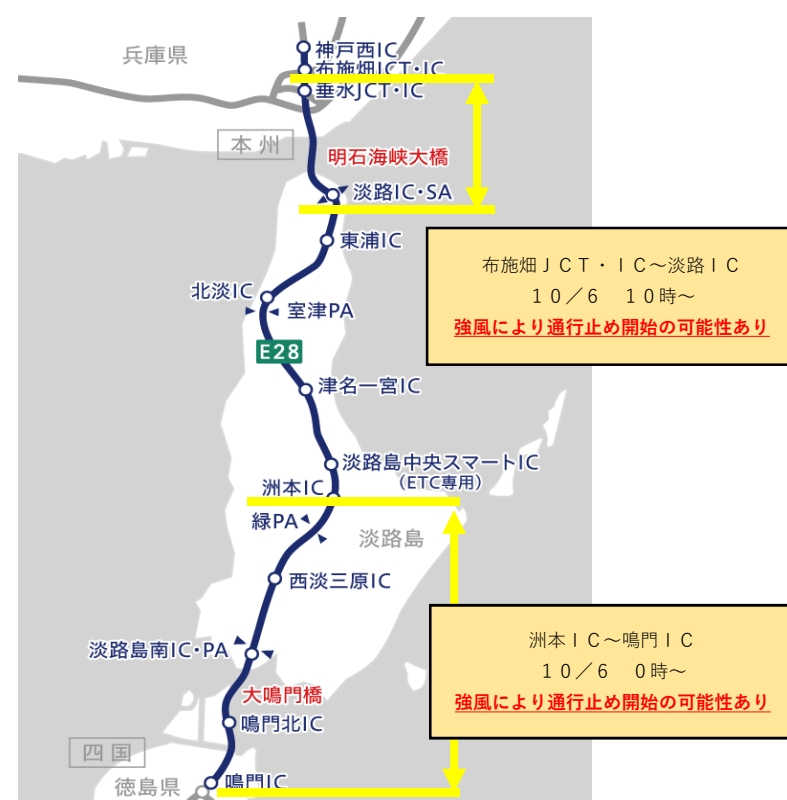 兵庫県
神戸西IC
布施畑JCT・IC
垂水JCT・IC
本州
明石海峡大橋
淡路IC・SA
東浦IC
布施畑ＪＣＴ・ＩＣ～淡路ＩＣ
１０／６　１０時～
強風により通行止め開始の可能性あり
北淡IC
室津PA
E28
津名一宮IC
淡路島中央スマートIC
（ETC専用）
洲本IC
緑PA
淡路島
西淡三原IC
洲本ＩＣ～鳴門ＩＣ
１０／６　０時～
強風により通行止め開始の可能性あり
淡路島南IC・PA
大鳴門橋
鳴門北IC
四国
徳島県
鳴門IC